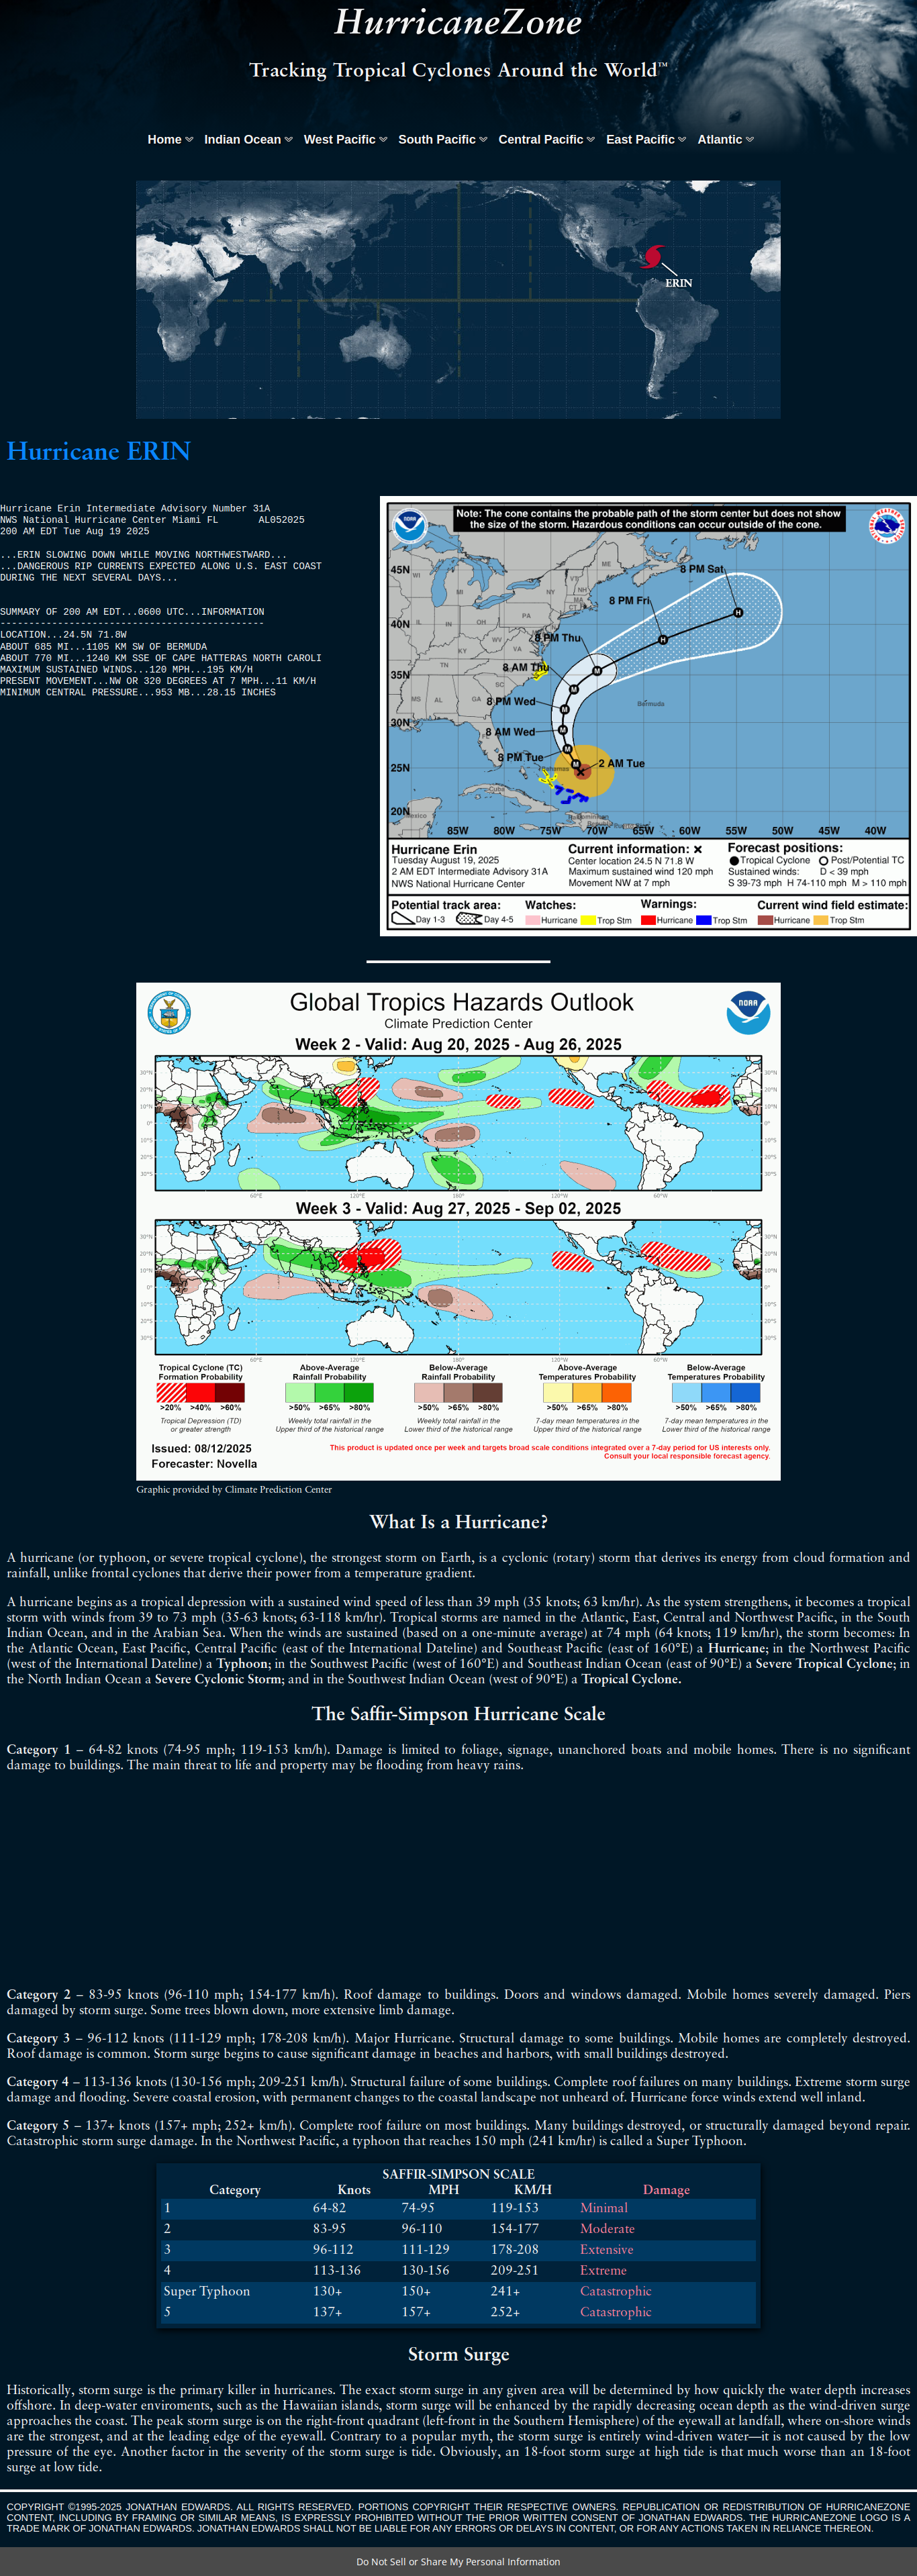 HurricaneZone
Tracking Tropical Cyclones Around the World™
Home Indian Ocean West Pacific South Pacific Central Pacific East Pacific Atlantic
ERIN
Hurricane ERIN
Hurricane Erin Intermediate Advisory Number 31A
NWS National Hurricane Center Miami FL       AL052025
200 AM EDT Tue Aug 19 2025
...ERIN SLOWING DOWN WHILE MOVING NORTHWESTWARD...
...DANGEROUS RIP CURRENTS EXPECTED ALONG U.S. EAST COAST
DURING THE NEXT SEVERAL DAYS...
SUMMARY OF 200 AM EDT...0600 UTC...INFORMATION
----------------------------------------------
LOCATION...24.5N 71.8W
ABOUT 685 MI...1105 KM SW OF BERMUDA
ABOUT 770 MI...1240 KM SSE OF CAPE HATTERAS NORTH CAROLI
MAXIMUM SUSTAINED WINDS...120 MPH...195 KM/H
PRESENT MOVEMENT...NW OR 320 DEGREES AT 7 MPH...11 KM/H
MINIMUM CENTRAL PRESSURE...953 MB...28.15 INCHES
Note: The cone contains the probable path of the storm center but does not show
the size of the storm. Hazardous conditions can occur outside of the cone.
NOAA
45N
40N
35N
30N
25N
20N
WI
MI
NY
VT
NH
MA
CT
ME
IL
IN
OH
PA
WV
KY
VA
TN
SC
MS
AL
GA
8 PM Sat
8 PM Fri
8 PM Thu
8 AM Thu
8 PM Wed
8 AM Wed
8 PM Tue
2 AM Tue
Bermuda
Bahamas
Cuba
Mexico
85W 80W 75W 70W 65W 60W 55W 50W 45W 40W
Hurricane Erin
Tuesday August 19, 2025
2 AM EDT Intermediate Advisory 31A
NWS National Hurricane Center
Current information: x
Center location 24.5 N 71.8 W
Maximum sustained wind 120 mph
Movement NW at 7 mph
Forecast positions:
Tropical Cyclone Post/Potential TC
Sustained winds: D < 39 mph
S 39-73 mph H 74-110 mph M > 110 mph
Potential track area:
Day 1-3 Day 4-5
Watches:
Hurricane Trop Stm
Warnings:
Hurricane Trop Stm
Current wind field estimate:
Hurricane Trop Stm
Global Tropics Hazards Outlook
Climate Prediction Center
NOAA
Week 2 - Valid: Aug 20, 2025 - Aug 26, 2025
30°N
20°N
10°N
0°
10°S
20°S
30°S
60°E 120°E 180° 120°W 60°W
Week 3 - Valid: Aug 27, 2025 - Sep 02, 2025
30°N
20°N
10°N
0°
10°S
20°S
30°S
60°E 120°E 180° 120°W 60°W
Tropical Cyclone (TC)
Formation Probability
>20% >40% >60%
Tropical Depression (TD)
or greater strength
Above-Average
Rainfall Probability
>50% >65% >80%
Weekly total rainfall in the
Upper third of the historical range
Below-Average
Rainfall Probability
>50% >65% >80%
Weekly total rainfall in the
Lower third of the historical range
Above-Average
Temperatures Probability
>50% >65% >80%
7-day mean temperatures in the
Upper third of the historical range
Below-Average
Temperatures Probability
>50% >65% >80%
7-day mean temperatures in the
Lower third of the historical range
Issued: 08/12/2025
Forecaster: Novella
This product is updated once per week and targets broad scale conditions integrated over a 7-day period for US interests only.
Consult your local responsible forecast agency.
Graphic provided by Climate Prediction Center
What Is a Hurricane?
A hurricane (or typhoon, or severe tropical cyclone), the strongest storm on Earth, is a cyclonic (rotary) storm that derives its energy from cloud formation and
rainfall, unlike frontal cyclones that derive their power from a temperature gradient.
A hurricane begins as a tropical depression with a sustained wind speed of less than 39 mph (35 knots; 63 km/hr). As the system strengthens, it becomes a tropical
storm with winds from 39 to 73 mph (35-63 knots; 63-118 km/hr). Tropical storms are named in the Atlantic, East, Central and Northwest Pacific, in the South
Indian Ocean, and in the Arabian Sea. When the winds are sustained (based on a one-minute average) at 74 mph (64 knots; 119 km/hr), the storm becomes: In
the Atlantic Ocean, East Pacific, Central Pacific (east of the International Dateline) and Southeast Pacific (east of 160°E) a Hurricane; in the Northwest Pacific
(west of the International Dateline) a Typhoon; in the Southwest Pacific (west of 160°E) and Southeast Indian Ocean (east of 90°E) a Severe Tropical Cyclone; in
the North Indian Ocean a Severe Cyclonic Storm; and in the Southwest Indian Ocean (west of 90°E) a Tropical Cyclone.
The Saffir-Simpson Hurricane Scale
Category 1 – 64-82 knots (74-95 mph; 119-153 km/h). Damage is limited to foliage, signage, unanchored boats and mobile homes. There is no significant
damage to buildings. The main threat to life and property may be flooding from heavy rains.
Category 2 – 83-95 knots (96-110 mph; 154-177 km/h). Roof damage to buildings. Doors and windows damaged. Mobile homes severely damaged. Piers
damaged by storm surge. Some trees blown down, more extensive limb damage.
Category 3 – 96-112 knots (111-129 mph; 178-208 km/h). Major Hurricane. Structural damage to some buildings. Mobile homes are completely destroyed.
Roof damage is common. Storm surge begins to cause significant damage in beaches and harbors, with small buildings destroyed.
Category 4 – 113-136 knots (130-156 mph; 209-251 km/h). Structural failure of some buildings. Complete roof failures on many buildings. Extreme storm surge
damage and flooding. Severe coastal erosion, with permanent changes to the coastal landscape not unheard of. Hurricane force winds extend well inland.
Category 5 – 137+ knots (157+ mph; 252+ km/h). Complete roof failure on most buildings. Many buildings destroyed, or structurally damaged beyond repair.
Catastrophic storm surge damage. In the Northwest Pacific, a typhoon that reaches 150 mph (241 km/hr) is called a Super Typhoon.
SAFFIR-SIMPSON SCALE
Category Knots MPH KM/H Damage
1 64-82 74-95 119-153 Minimal
2 83-95 96-110 154-177 Moderate
3 96-112 111-129 178-208 Extensive
4 113-136 130-156 209-251 Extreme
Super Typhoon 130+ 150+ 241+ Catastrophic
5 137+ 157+ 252+ Catastrophic
Storm Surge
Historically, storm surge is the primary killer in hurricanes. The exact storm surge in any given area will be determined by how quickly the water depth increases
offshore. In deep-water enviroments, such as the Hawaiian islands, storm surge will be enhanced by the rapidly decreasing ocean depth as the wind-driven surge
approaches the coast. The peak storm surge is on the right-front quadrant (left-front in the Southern Hemisphere) of the eyewall at landfall, where on-shore winds
are the strongest, and at the leading edge of the eyewall. Contrary to a popular myth, the storm surge is entirely wind-driven water—it is not caused by the low
pressure of the eye. Another factor in the severity of the storm surge is tide. Obviously, an 18-foot storm surge at high tide is that much worse than an 18-foot
surge at low tide.
COPYRIGHT ©1995-2025 JONATHAN EDWARDS. ALL RIGHTS RESERVED. PORTIONS COPYRIGHT THEIR RESPECTIVE OWNERS. REPUBLICATION OR REDISTRIBUTION OF HURRICANEZONE
CONTENT, INCLUDING BY FRAMING OR SIMILAR MEANS, IS EXPRESSLY PROHIBITED WITHOUT THE PRIOR WRITTEN CONSENT OF JONATHAN EDWARDS. THE HURRICANEZONE LOGO IS A
TRADE MARK OF JONATHAN EDWARDS. JONATHAN EDWARDS SHALL NOT BE LIABLE FOR ANY ERRORS OR DELAYS IN CONTENT, OR FOR ANY ACTIONS TAKEN IN RELIANCE THEREON.
Do Not Sell or Share My Personal Information